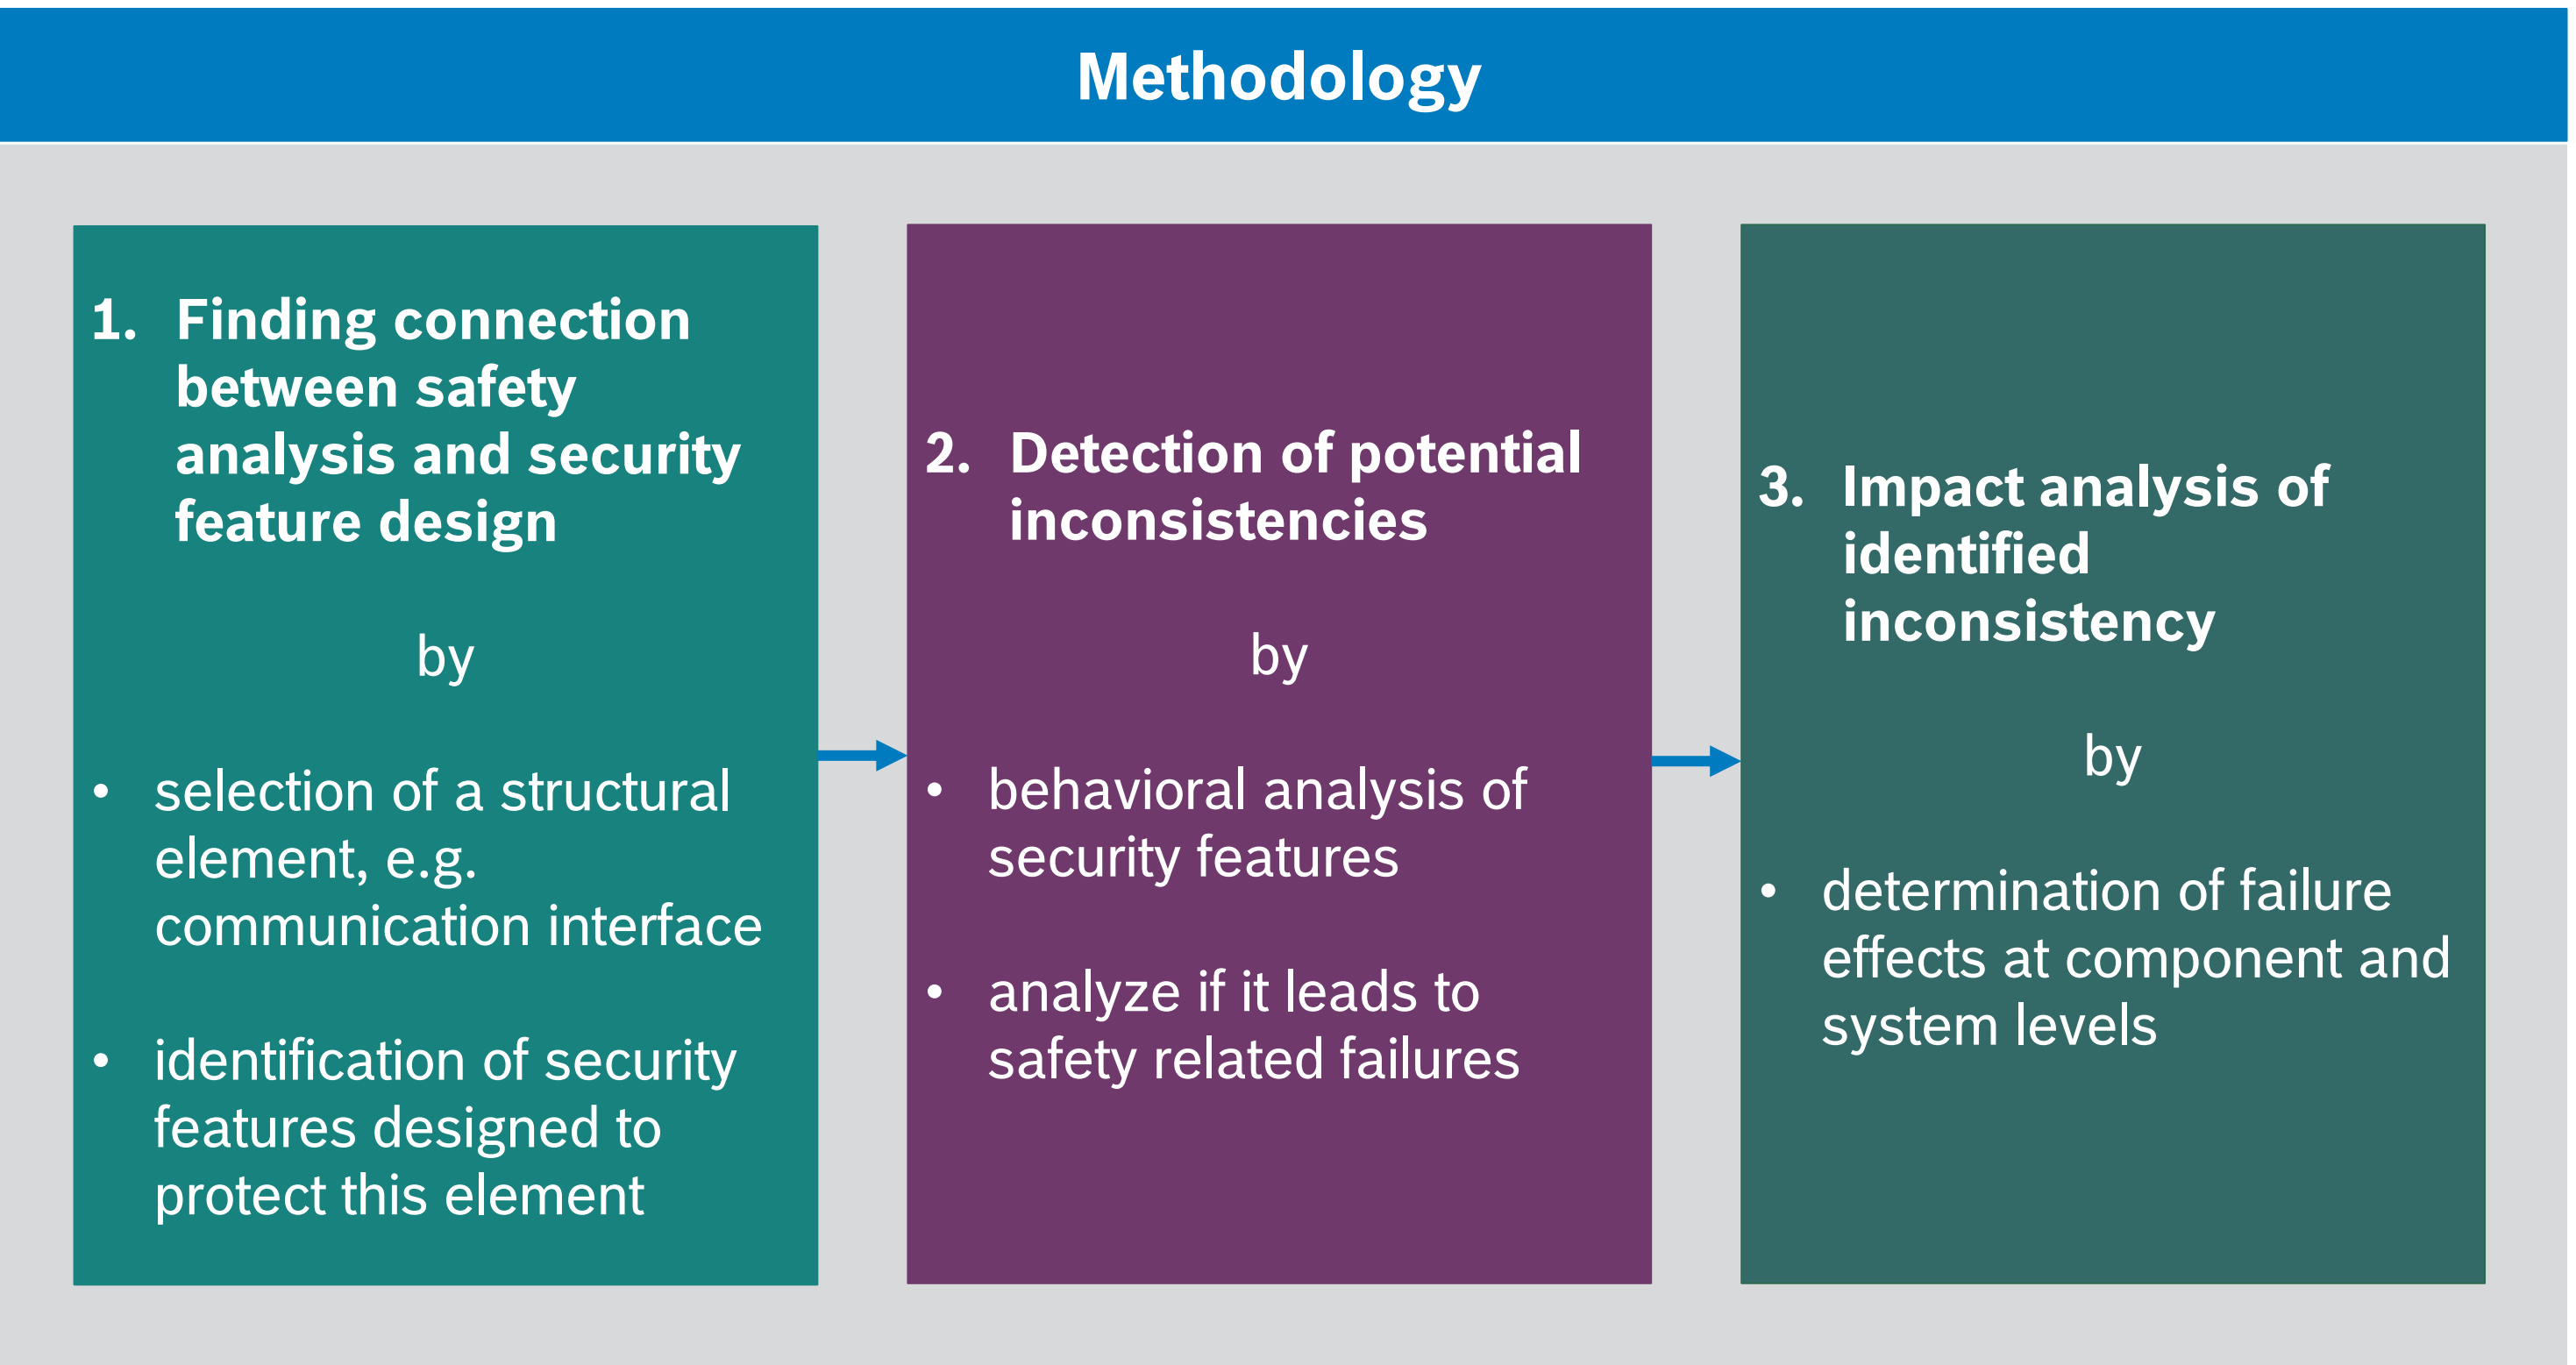 Methodology
1. Finding connection
between safety
analysis and security
feature design
by
• selection of a structural
element, e.g.
communication interface
• identification of security
features designed to
protect this element
2. Detection of potential
inconsistencies
by
• behavioral analysis of
security features
• analyze if it leads to
safety related failures
3. Impact analysis of
identified
inconsistency
by
• determination of failure
effects at component and
system levels